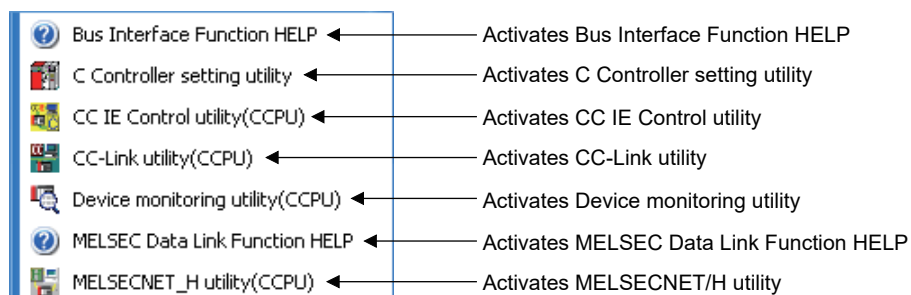 Bus Interface Function HELP Activates Bus Interface Function HELP
C Controller setting utility Activates C Controller setting utility
CC IE Control utility(CCPU) Activates CC IE Control utility
CC-Link utility(CCPU) Activates CC-Link utility
Device monitoring utility(CCPU) Activates Device monitoring utility
MELSEC Data Link Function HELP Activates MELSEC Data Link Function HELP
MELSECNET_H utility(CCPU) Activates MELSECNET/H utility